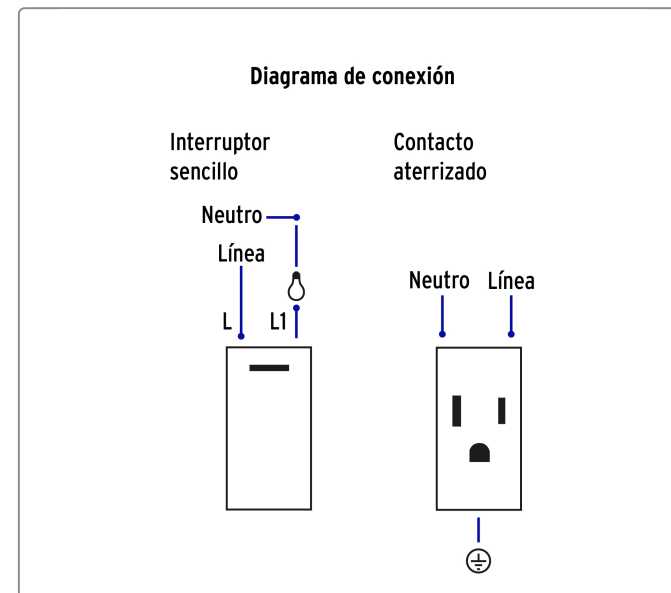 Diagrama de conexión
Interruptor
sencillo
Neutro
Línea
L L1
Contacto
aterrizado
Neutro Línea